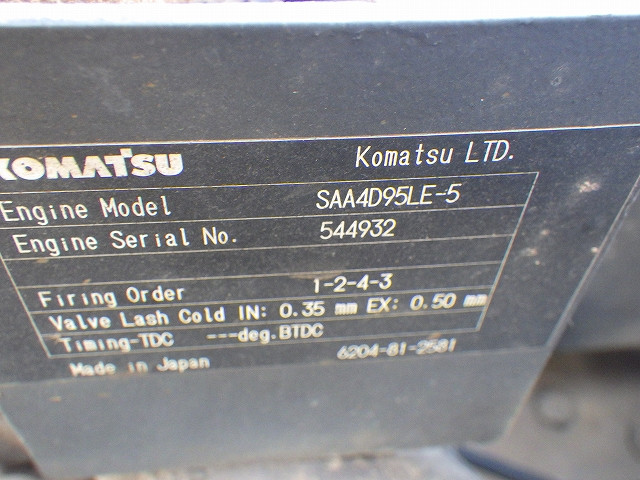 KOMATSU Komatsu LTD.
Engine Model SAA4D95LE-5
Engine Serial No. 544932
Firing Order 1-2-4-3
Valve Lash Cold IN: 0.35 mm EX: 0.50 mm
Timing-TDC ---deg.BTDC
Made in Japan 6204-81-2581